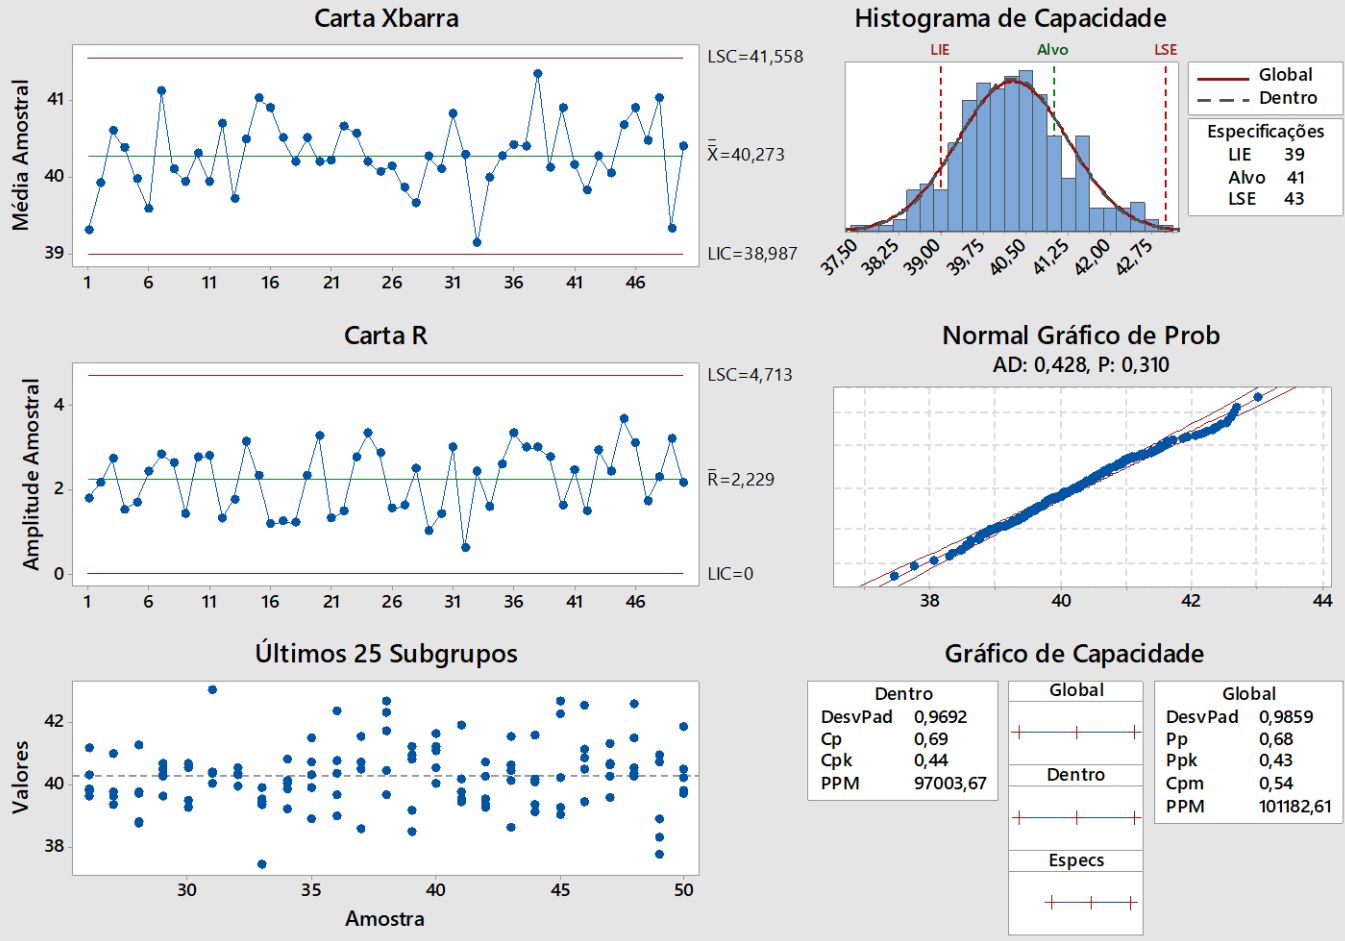 Carta Xbarra
Média Amostral
41
40
39
1 6 11 16 21 26 31 36 41 46
LSC=41,558
X̿=40,273
LIC=38,987
Histograma de Capacidade
LIE Alvo LSE
37,50 38,25 39,00 39,75 40,50 41,25 42,00 42,75
Global
Dentro
Especificações
LIE 39
Alvo 41
LSE 43
Carta R
Amplitude Amostral
4
2
0
1 6 11 16 21 26 31 36 41 46
LSC=4,713
R̅=2,229
LIC=0
Normal Gráfico de Prob
AD: 0,428, P: 0,310
38 40 42 44
Últimos 25 Subgrupos
Valores
42
40
38
30 35 40 45 50
Amostra
Gráfico de Capacidade
Dentro
DesvPad 0,9692
Cp 0,69
Cpk 0,44
PPM 97003,67
Global
Dentro
Especs
Global
DesvPad 0,9859
Pp 0,68
Ppk 0,43
Cpm 0,54
PPM 101182,61